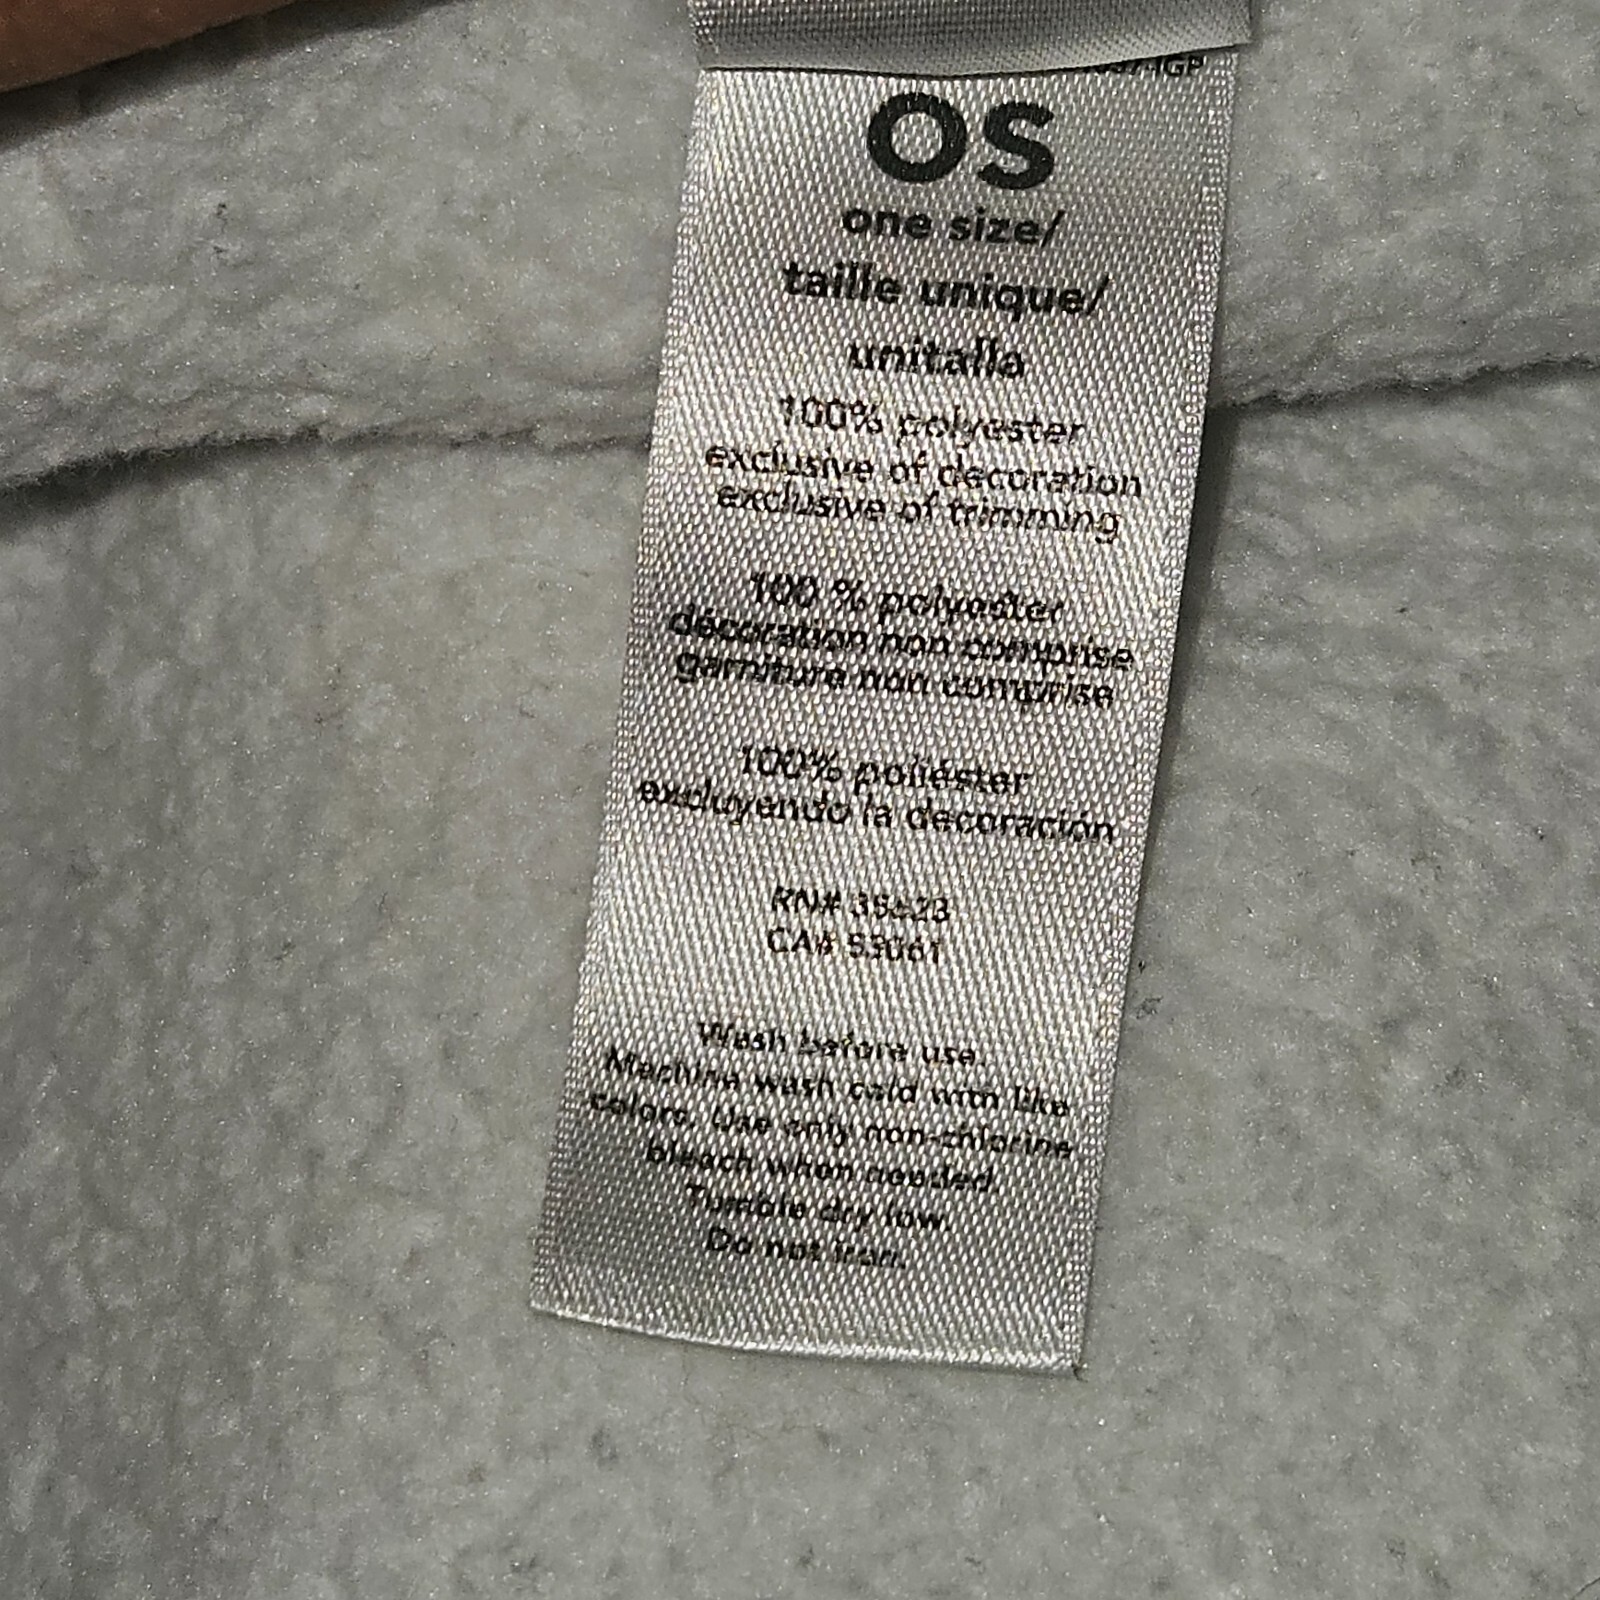 OS
one size/
taille unique/
unitalla
100% polyester
exclusive of decoration
exclusive of trimming
100 % polyester
décoration non comprise
garniture non comprise
100% poliéster
excluyendo la decoración
RN#
CA# 53061
Wash before use.
Machine wash cold with like
colors. Use only non-chlorine
bleach when needed.
Tumble dry low.
Do not iron.